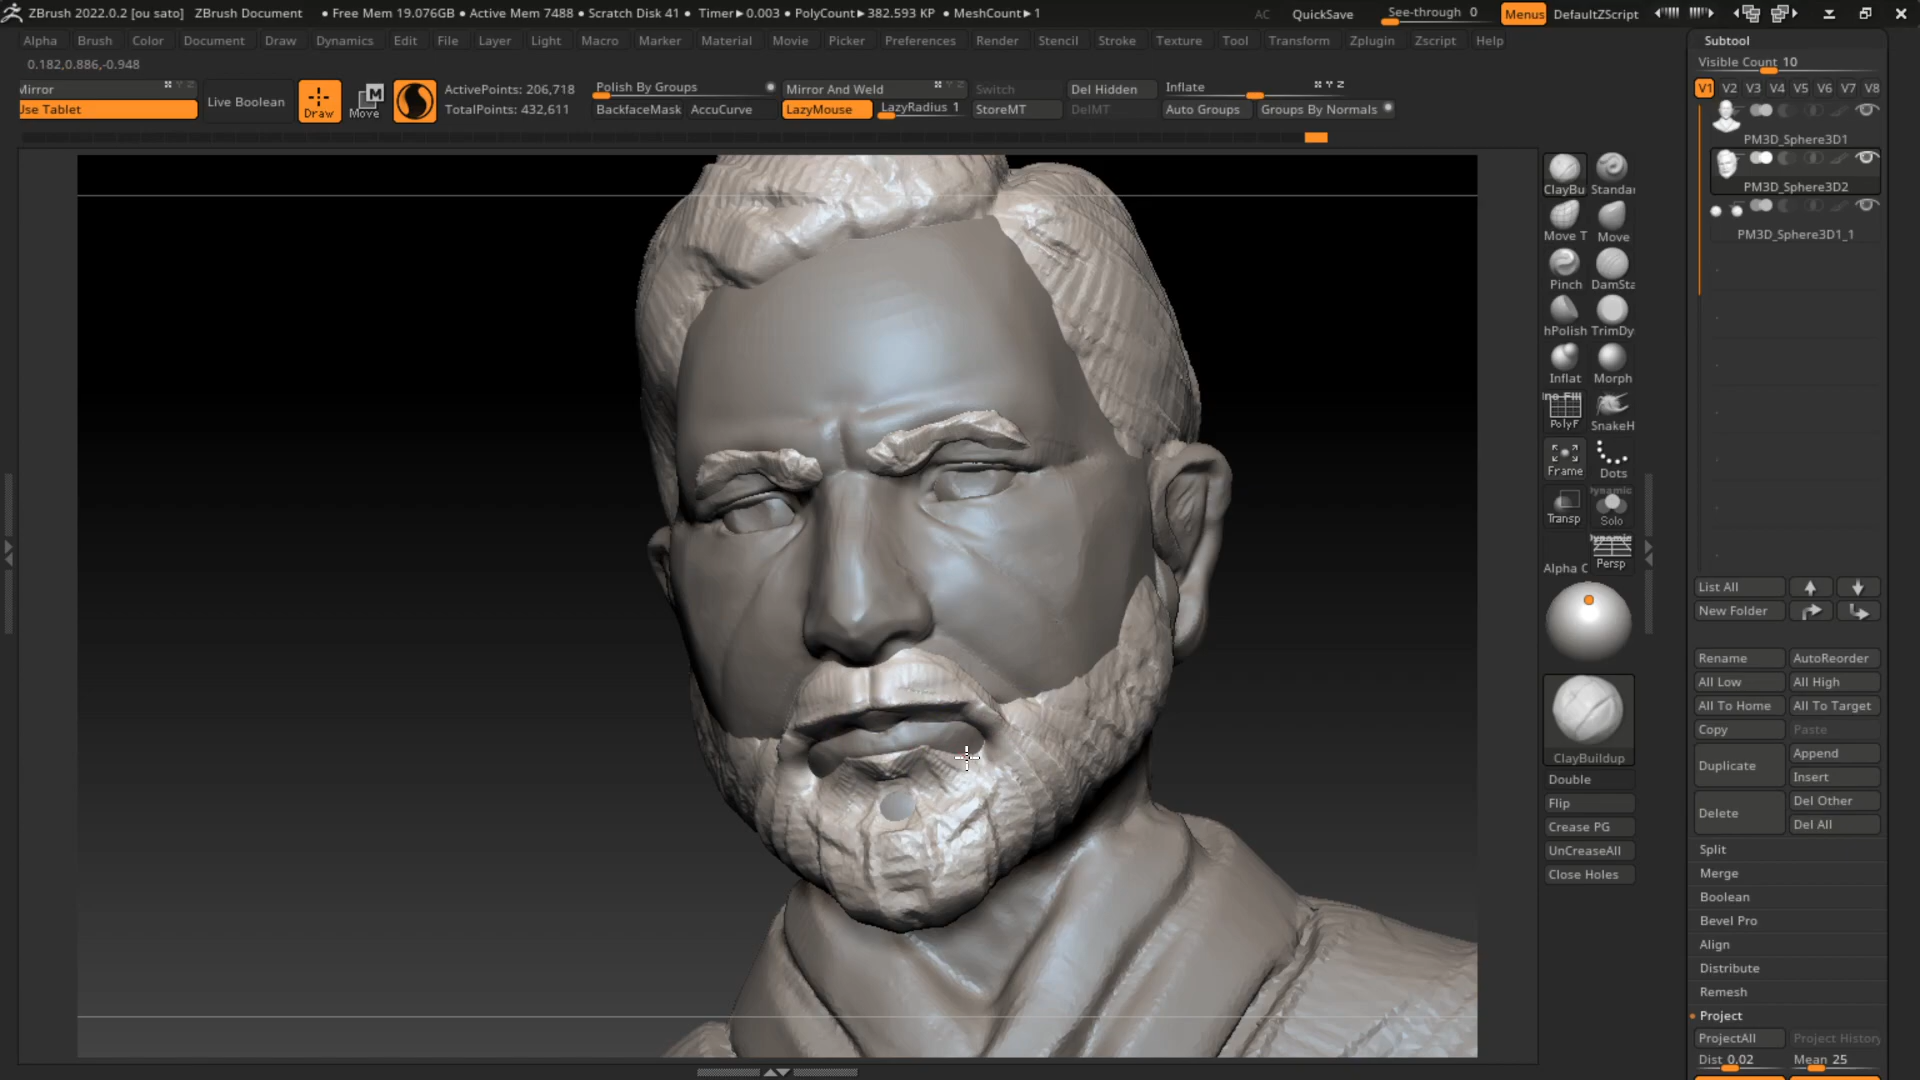 ZBrush 2022.0.2 [ou sato] ZBrush Document • Free Mem 19.076GB • Active Mem 7488 • Scratch Disk 41 • Timer▶0.003 • PolyCount▶382.593 KP • MeshCount▶1 AC QuickSave See-through 0 Menus DefaultZScript
Alpha Brush Color Document Draw Dynamics Edit File Layer Light Macro Marker Material Movie Picker Preferences Render Stencil Stroke Texture Tool Transform Zplugin Zscript Help
0.182,0.886,-0.948
Mirror
Use Tablet
Live Boolean
Draw
Move
M
ActivePoints: 206,718
TotalPoints: 432,611
Polish By Groups
BackfaceMask AccuCurve
Mirror And Weld
LazyMouse LazyRadius 1
Switch
StoreMT
Del Hidden
DelMT
Inflate
Auto Groups Groups By Normals
ClayBu Standa
Move T Move
Pinch DamSta
hPolish TrimDy
Inflat Morph
PolyF SnakeH
Frame Dots
Transp
Dynamic
Solo
Dynamic
Persp
Alpha C
ClayBuildup
Double
Flip
Crease PG
UnCreaseAll
Close Holes
Subtool
Visible Count 10
V1 V2 V3 V4 V5 V6 V7 V8
PM3D_Sphere3D1
PM3D_Sphere3D2
PM3D_Sphere3D1_1
List All
New Folder
Rename AutoReorder
All Low All High
All To Home All To Target
Copy Paste
Duplicate Append
Insert
Delete Del Other
Del All
Split
Merge
Boolean
Bevel Pro
Align
Distribute
Remesh
Project
ProjectAll Project History
Dist 0.02 Mean 25